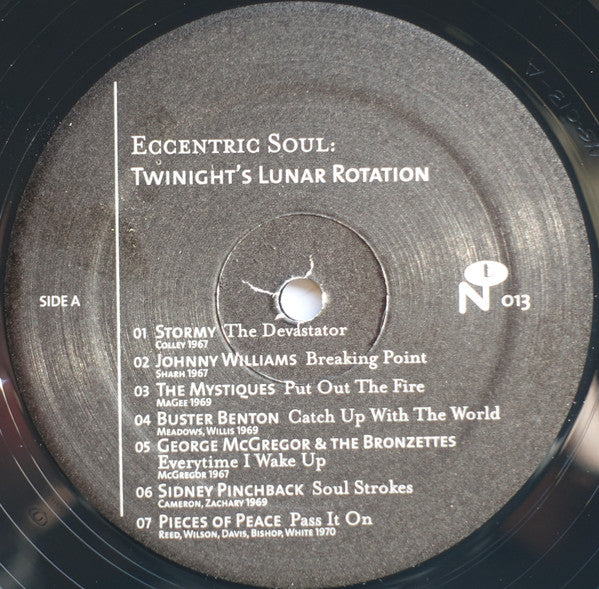 ECCENTRIC SOUL:
TWINIGHT'S LUNAR ROTATION
SIDE A
N 013
01 STORMY The Devastator
COLLEY 1967
02 JOHNNY WILLIAMS Breaking Point
SHARH 1967
03 THE MYSTIQUES Put Out The Fire
MAGEE 1969
04 BUSTER BENTON Catch Up With The World
MEADOWS, WILLIS 1969
05 GEORGE MCGREGOR & THE BRONZETTES
Everytime I Wake Up
MCGREGOR 1967
06 SIDNEY PINCHBACK Soul Strokes
CAMERON, ZACHARY 1969
07 PIECES OF PEACE Pass It On
REED, WILSON, DAVIS, BISHOP, WHITE 1970